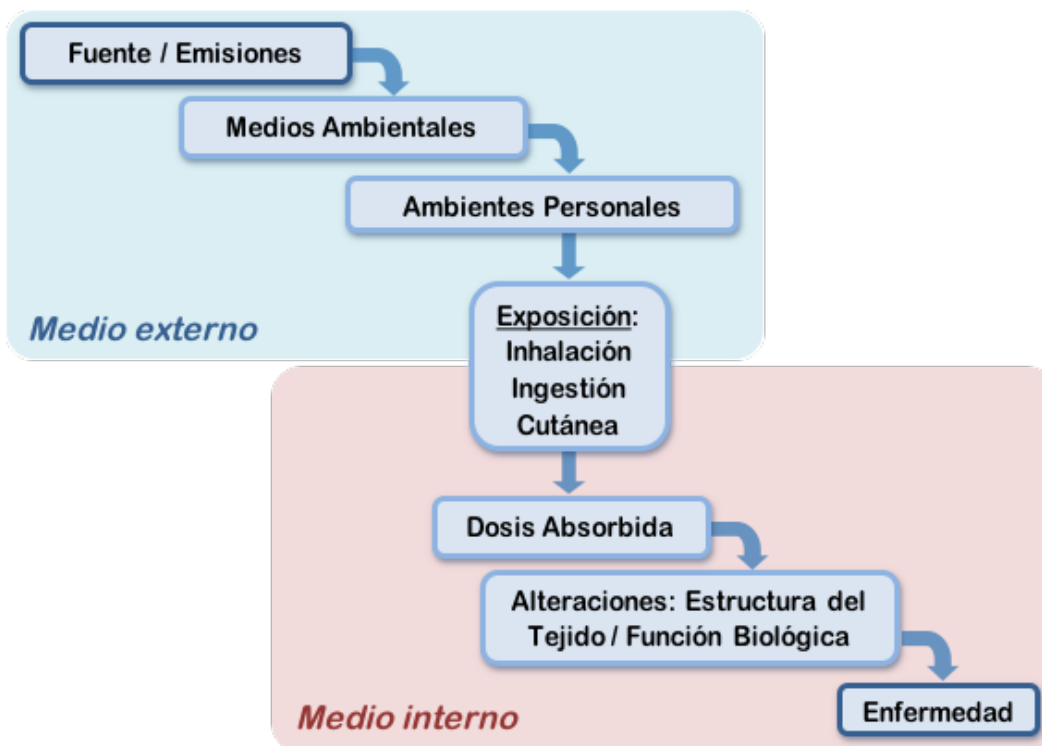 Fuente / Emisiones
Medios Ambientales
Ambientes Personales
Medio externo
Exposición:
Inhalación
Ingestión
Cutánea
Dosis Absorbida
Alteraciones: Estructura del
Tejido / Función Biológica
Enfermedad
Medio interno